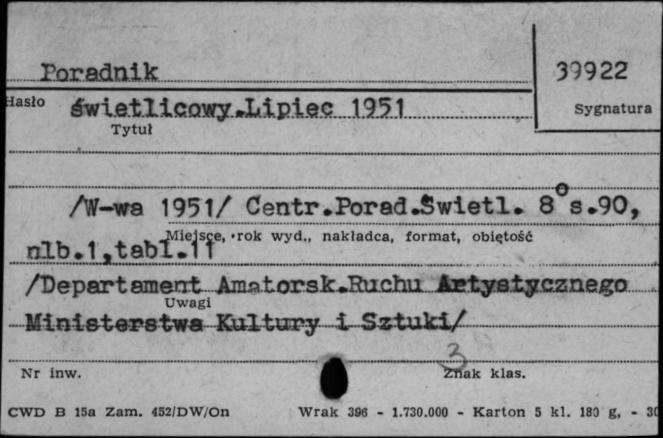 Poradnik
39922
Hasło
świetlicowy.Lipiec 1951
Sygnatura
Tytuł
/W-wa 1951/ Centr.Porad.Świetl. 8° s.90,
Miejsce, rok wyd., nakładca, format, objętość
nlb.1,tabl.11
/Departament Amatorsk.Ruchu Artystycznego
Uwagi
Ministerstwa Kultury i Sztuki/
3
Nr inw.
Znak klas.
CWD B 15a Zam. 452/DW/On Wrak 396 - 1.730.000 - Karton 5 kl. 180 g, - 30